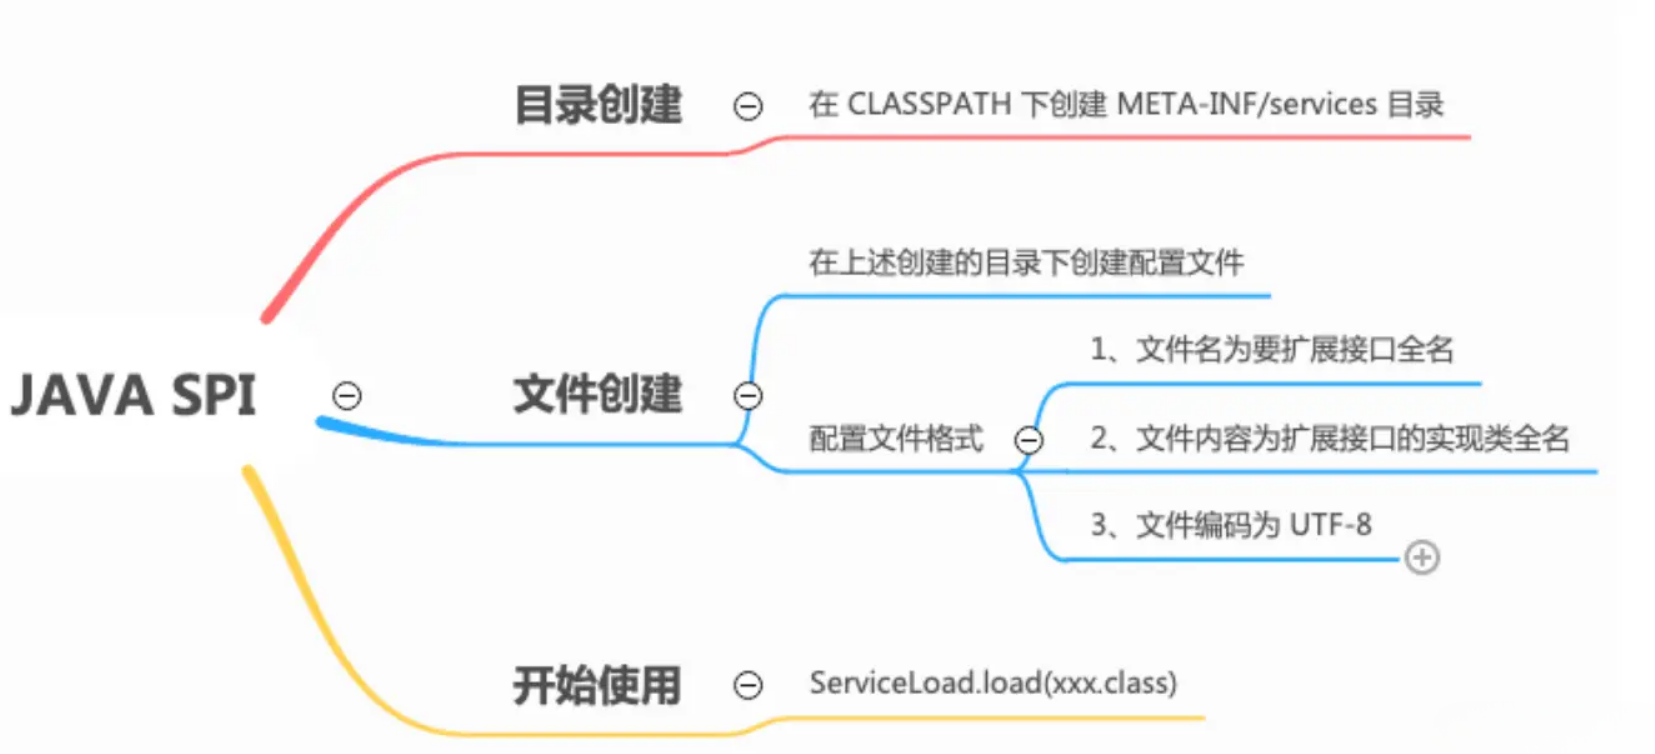 目录创建
在 CLASSPATH 下创建 META-INF/services 目录
在上述创建的目录下创建配置文件
1、文件名为要扩展接口全名
JAVA SPI
文件创建
配置文件格式
2、文件内容为扩展接口的实现类全名
3、文件编码为 UTF-8
开始使用
ServiceLoad.load(xxx.class)